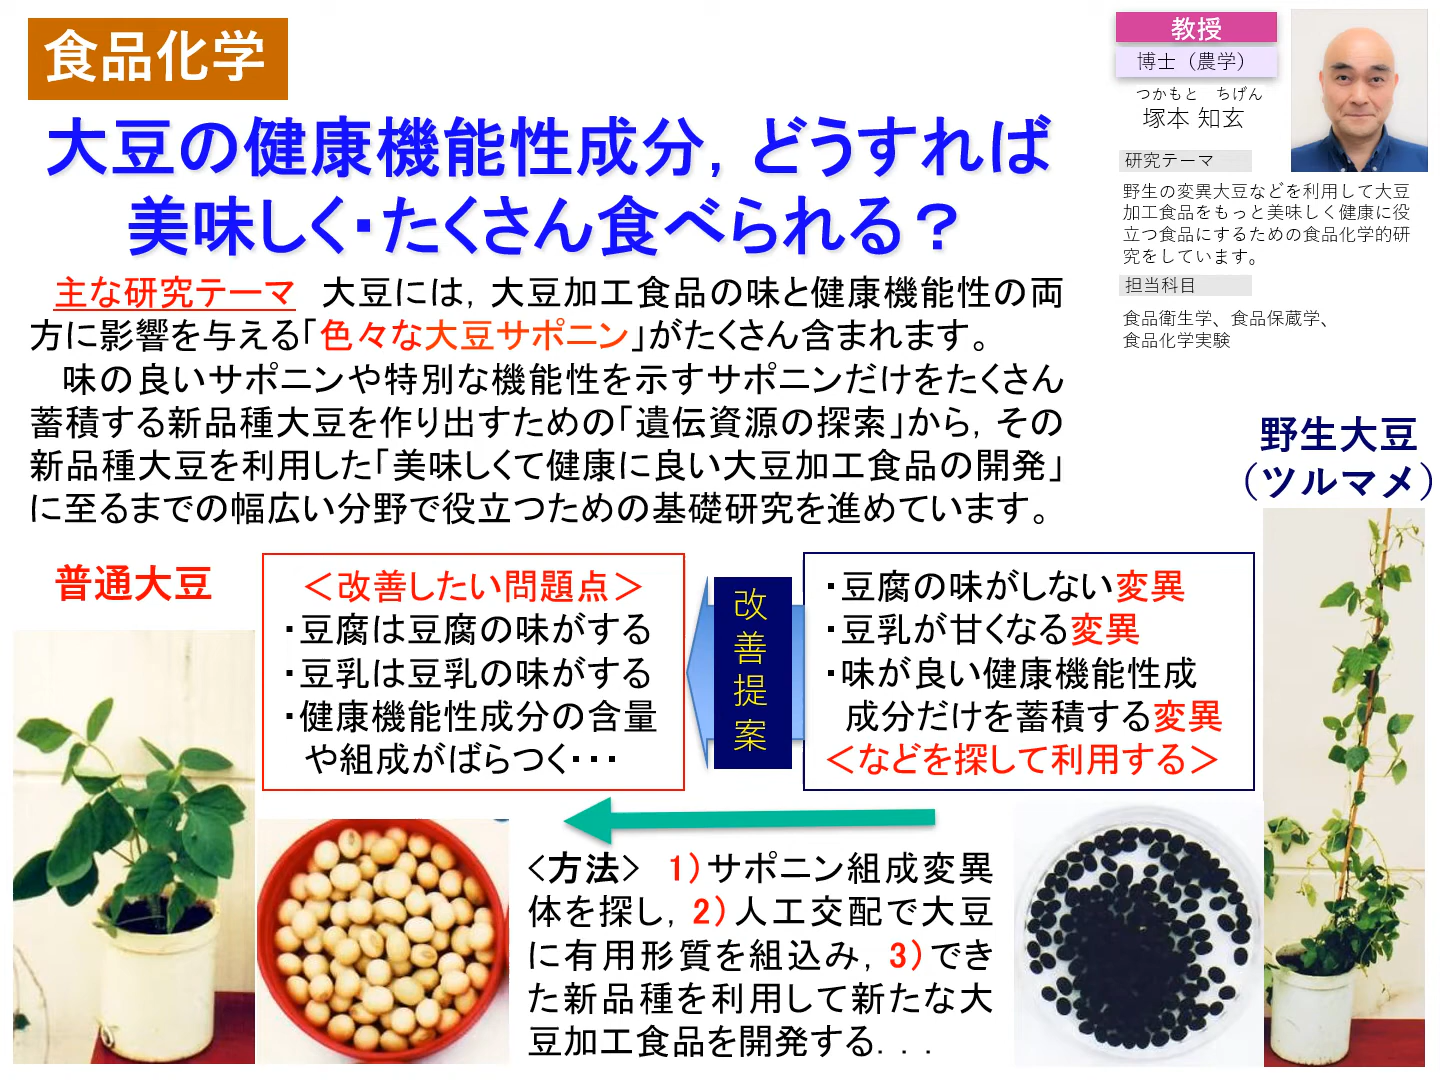 食品化学
大豆の健康機能性成分，どうすれば
美味しく・たくさん食べられる？
教授
博士（農学）
つかもと　ちげん
塚本 知玄
研究テーマ
野生の変異大豆などを利用して大豆
加工食品をもっと美味しく健康に役
立つ食品にするための食品化学的研
究をしています。
担当科目
食品衛生学、食品保蔵学、
食品化学実験
主な研究テーマ　大豆には，大豆加工食品の味と健康機能性の両
方に影響を与える「色々な大豆サポニン」がたくさん含まれます。
味の良いサポニンや特別な機能性を示すサポニンだけをたくさん
蓄積する新品種大豆を作り出すための「遺伝資源の探索」から，その
新品種大豆を利用した「美味しくて健康に良い大豆加工食品の開発」
に至るまでの幅広い分野で役立つための基礎研究を進めています。
普通大豆
＜改善したい問題点＞
・豆腐は豆腐の味がする
・豆乳は豆乳の味がする
・健康機能性成分の含量
や組成がばらつく・・・
改善提案
・豆腐の味がしない変異
・豆乳が甘くなる変異
・味が良い健康機能性成
成分だけを蓄積する変異
＜などを探して利用する＞
野生大豆
（ツルマメ）
<方法>　1）サポニン組成変異
体を探し，2）人工交配で大豆
に有用形質を組込み，3）でき
た新品種を利用して新たな大
豆加工食品を開発する．．．